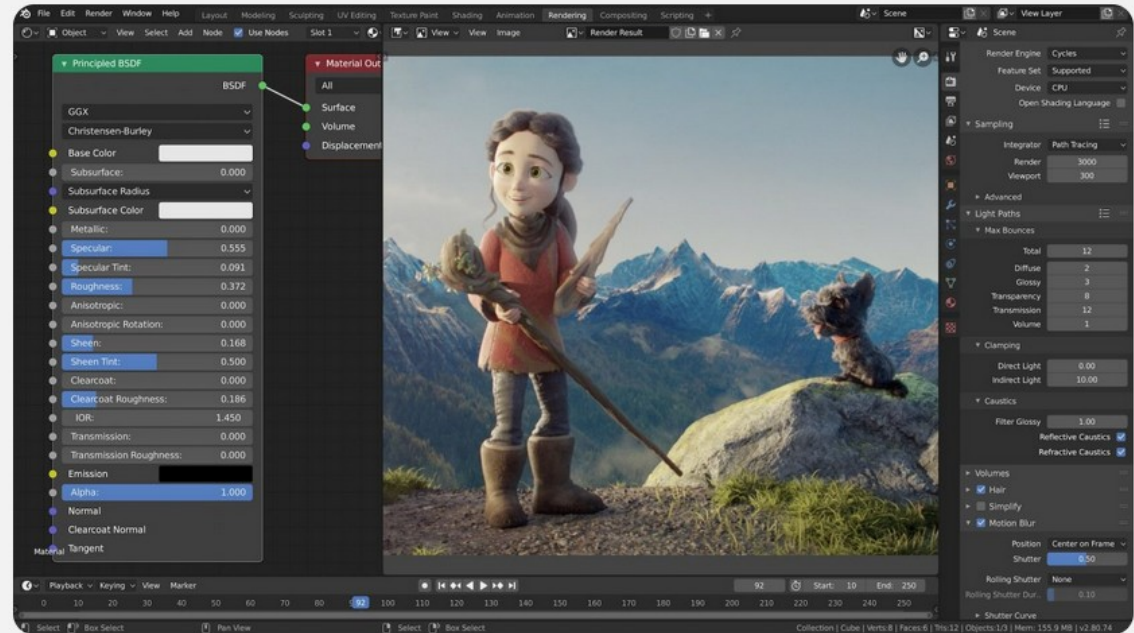 File Edit Render Window Help Layout Modeling Sculpting UV Editing Texture Paint Shading Animation Rendering Compositing Scripting + Scene View Layer
Object View Select Add Node Use Nodes Slot 1 View View Image Render Result Scene
Principled BSDF
BSDF
GGX
Christensen-Burley
Base Color
Subsurface: 0.000
Subsurface Radius
Subsurface Color
Metallic: 0.000
Specular: 0.555
Specular Tint: 0.091
Roughness: 0.372
Anisotropic: 0.000
Anisotropic Rotation: 0.000
Sheen: 0.168
Sheen Tint: 0.500
Clearcoat: 0.000
Clearcoat Roughness: 0.186
IOR: 1.450
Transmission: 0.000
Transmission Roughness: 0.000
Emission
Alpha: 1.000
Normal
Clearcoat Normal
Tangent
Material
Material Out
All
Surface
Volume
Displacement
Render Engine Cycles
Feature Set Supported
Device CPU
Open Shading Language
Sampling
Integrator Path Tracing
Render 3000
Viewport 300
Advanced
Light Paths
Max Bounces
Total 12
Diffuse 2
Glossy 3
Transparency 8
Transmission 12
Volume 1
Clamping
Direct Light 0.00
Indirect Light 10.00
Caustics
Filter Glossy 1.00
Reflective Caustics
Refractive Caustics
Volumes
Hair
Simplify
Motion Blur
Position Center on Frame
Shutter 0.50
Rolling Shutter None
Rolling Shutter Dur.. 0.10
Shutter Curve
Playback Keying View Marker 92 Start: 10 End: 250
0 10 20 30 40 50 60 70 80 92 100 110 120 130 140 150 160 170 180 190 200 210 220 230 240 250
Select Box Select Pan View Select Box Select Collection | Cube | Verts:8 | Faces:6 | Tris:12 | Objects:1/3 | Mem: 155.9 MB | v2.80.74